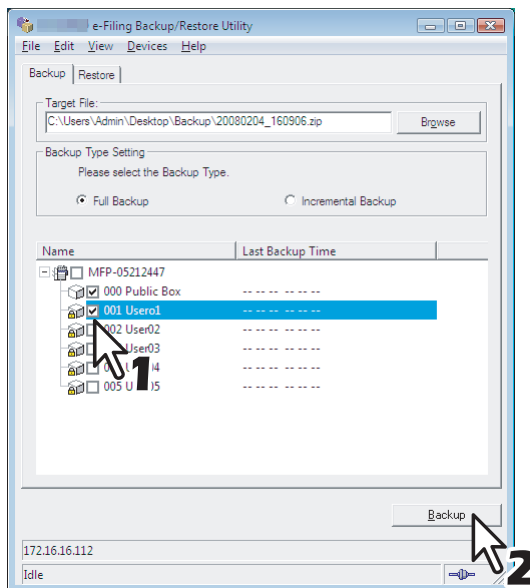 e-Filing Backup/Restore Utility
File Edit View Devices Help
Backup Restore
Target File:
C:\Users\Admin\Desktop\Backup\20080204_160906.zip Browse
Backup Type Setting
Please select the Backup Type.
Full Backup Incremental Backup
Name Last Backup Time
MFP-05212447
000 Public Box -- -- -- -- -- --
001 Usero1 -- -- -- -- -- --
002 User02 -- -- -- -- -- --
User03 -- -- -- -- -- --
-- -- -- -- -- --
005 -- -- -- -- -- --
1
Backup
2
172.16.16.112
Idle